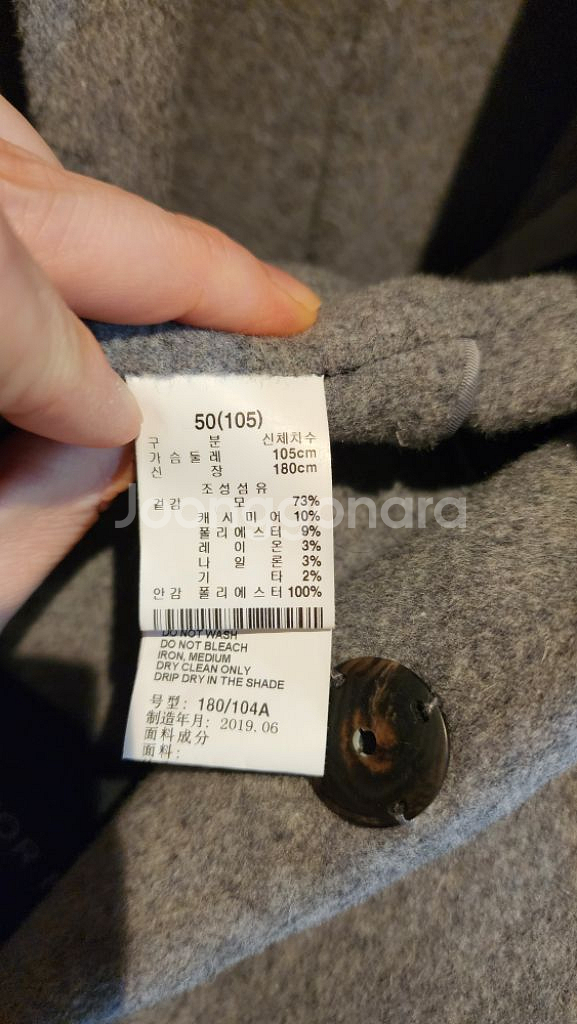 50(105)
구 분 신체치수
가 슴 둘 레 105cm
신 장 180cm
조 성 섬 유
겉감 모 73%
캐 시 미 어 10%
폴 리 에 스 터 9%
레 이 온 3%
나 일 론 3%
기 타 2%
안 감 폴 리 에 스 터 100%
Joonggonara
DO NOT WASH
DO NOT BLEACH
IRON, MEDIUM
DRY CLEAN ONLY
DRIP DRY IN THE SHADE
号型: 180/104A
制造年月: 2019.06
面料成分
面料: